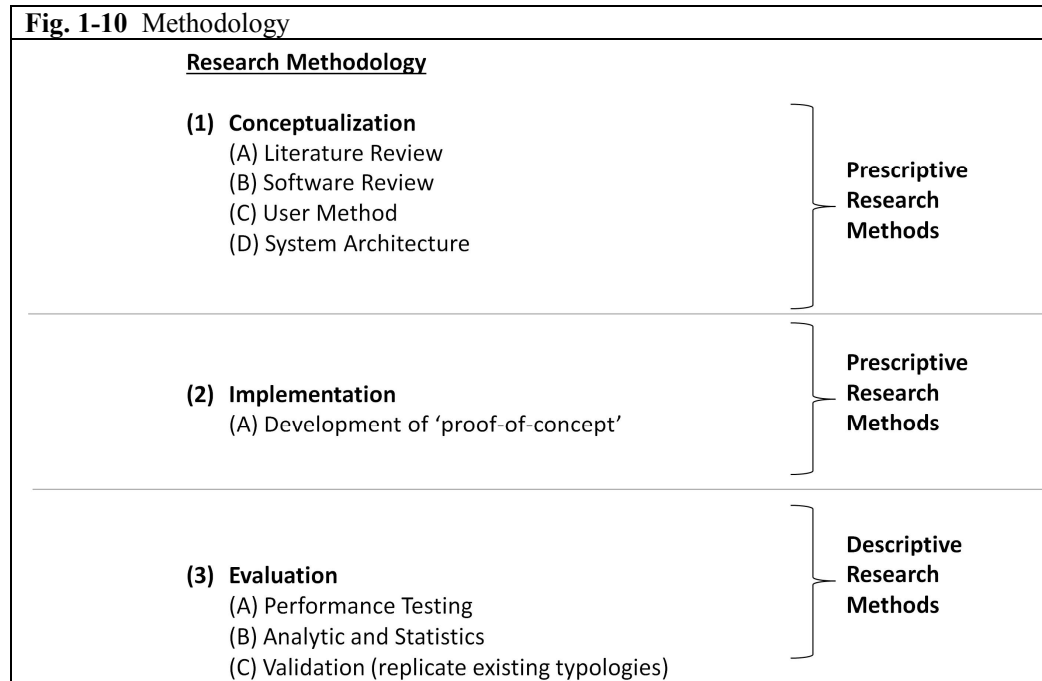 Fig. 1-10 Methodology
Research Methodology
(1) Conceptualization
(A) Literature Review
(B) Software Review
(C) User Method
(D) System Architecture
Prescriptive
Research
Methods
(2) Implementation
(A) Development of ‘proof-of-concept’
Prescriptive
Research
Methods
(3) Evaluation
(A) Performance Testing
(B) Analytic and Statistics
(C) Validation (replicate existing typologies)
Descriptive
Research
Methods